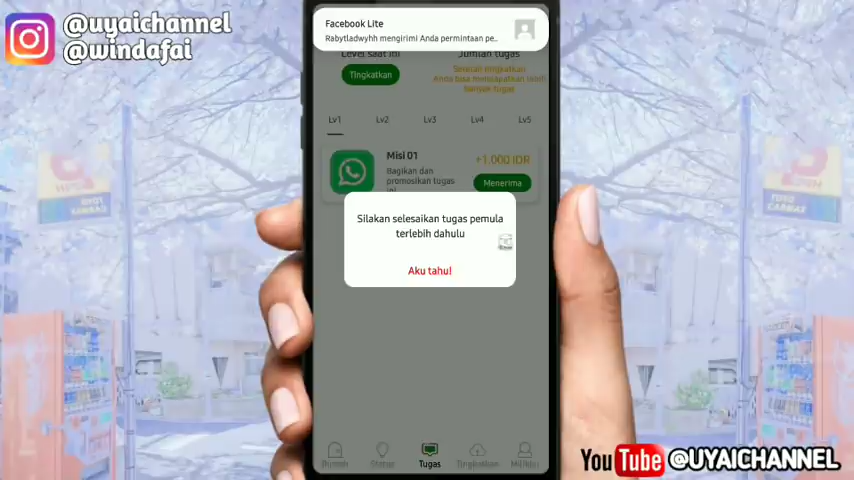 @uyaichannel
@windafai
Facebook Lite
Rabytladwyhh mengirimi Anda permintaan pe..
Level saat ini
Jumlah tugas
Tingkatkan
Setelah tingkatkan
Anda bisa mendapatkan lebih
banyak tugas
Lv1 Lv2 Lv3 Lv4 Lv5
Misi 01
+1.000 IDR
Bagikan dan
promosikan tugas
ini
Menerima
Silakan selesaikan tugas pemula
terlebih dahulu
Aku tahu!
Rumah Tugas Tingkatkan
YouTube @UYAICHANNEL